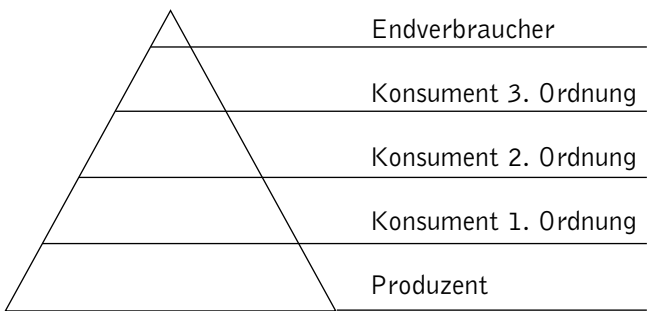 Endverbraucher
Konsument 3. Ordnung
Konsument 2. Ordnung
Konsument 1. Ordnung
Produzent